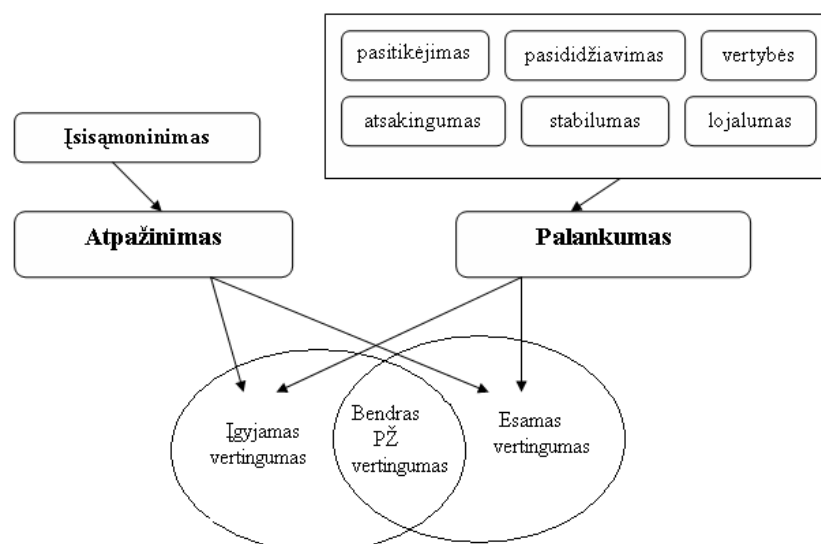 pasitikėjimas
pasididžiavimas
vertybės
atsakingumas
stabilumas
lojalumas
Įsisąmoninimas
Atpažinimas
Palankumas
Įgyjamas
vertingumas
Bendras
PŽ
vertingumas
Esamas
vertingumas